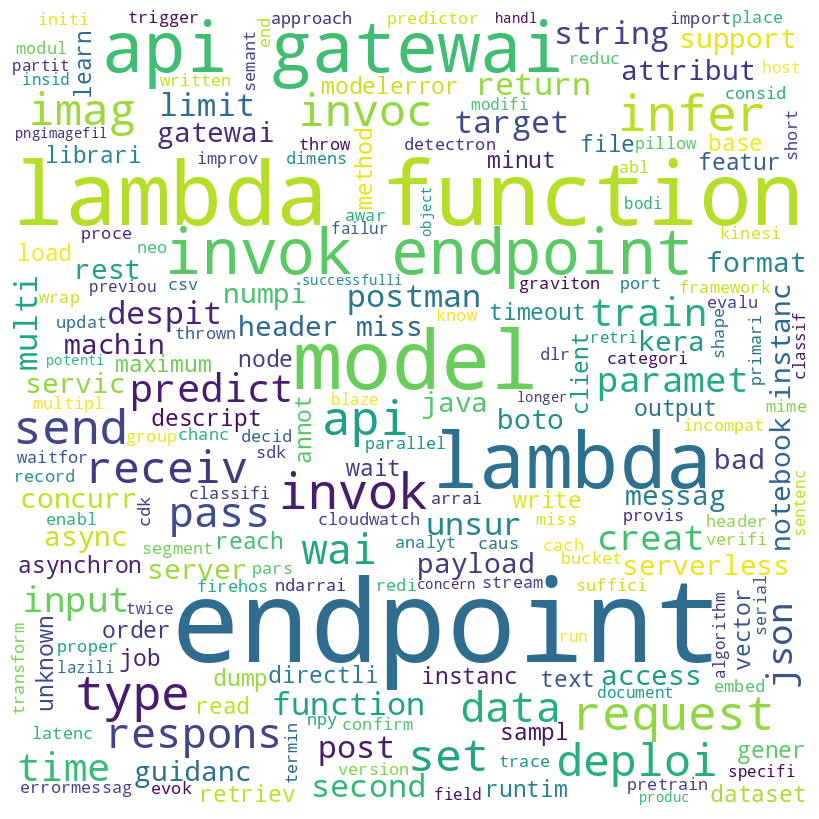 initi trigger approach predictor handl import place
modul api gatewai string support
partit learn end reduc host
insid written semant modelerror return attribut consid
imag limit invoc modifi target infer
pngimagefil gatewai throw detectron file pillow base short
librari improv dimens method minut abl featur
lambda function
awar object bodi
proce failur kinesi
invok endpoint
load neo rest format
previou csv successfulli graviton port framework
multi wrap numpi postman timeout train evalu
despit know retri shape classif
updat thrown header miss kera primari
machin node dlr categori instanc
potenti maximum model client paramet
servic blaze longer mime
multipl predict annot java output
descript api boto incompat
send group chanc decid parallel notebook
waitfor sdk lambda bad
record receiv wait messag sentenc
classifi invok arrai
concurr cdk write provis header
enabl pass cloudwatch unsur miss verifi
async reach wai analyt caus cach creat
segment
asynchron server pars payload bucket serverless
firehos ndarrai redi concern stream suffici
input endpoint run
twice algorithm vector serial json
transform unknown proper order
lazili job dump directli instanc text access embed
type read function document
npy data request
latenc respons termin confirm sampl gener
post set deploi
time guidanc version trace specifi
errormessag evok retriev second field runtim pretrain produc dataset